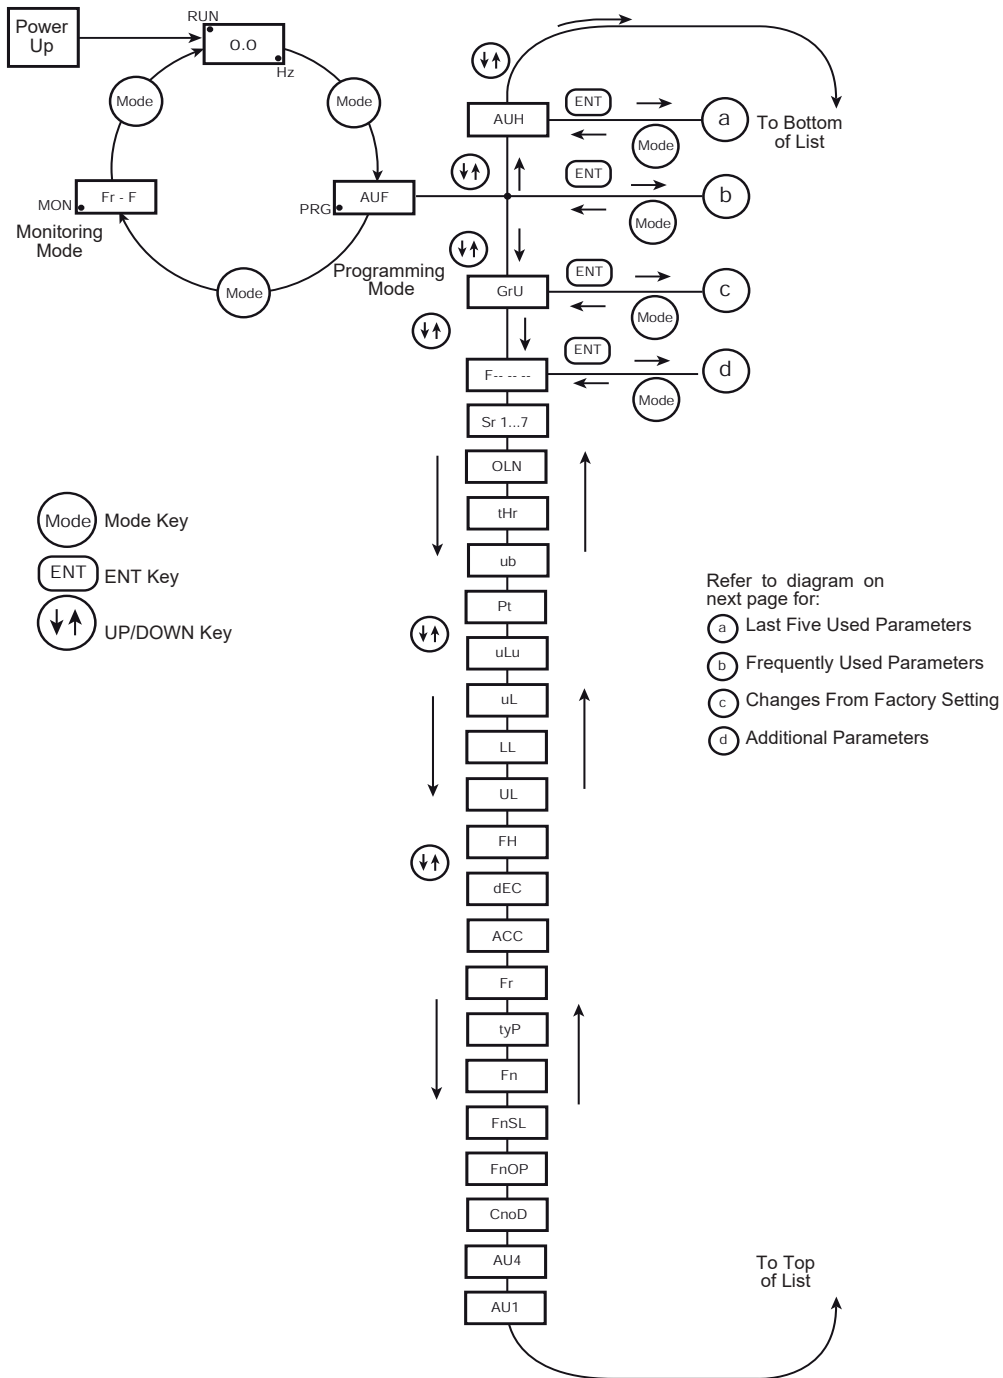 Power
Up
RUN
0.0
Hz
Mode
Mode
MON
Fr - F
Monitoring
Mode
PRG
AUF
Programming
Mode
Mode
AUH
ENT
Mode
a
To Bottom
of List
ENT
Mode
b
GrU
ENT
Mode
c
F-- -- --
ENT
Mode
d
Sr 1...7
OLN
tHr
ub
Pt
uLu
uL
LL
UL
FH
dEC
ACC
Fr
tyP
Fn
FnSL
FnOP
CnoD
AU4
AU1
Mode Mode Key
ENT ENT Key
UP/DOWN Key
Refer to diagram on
next page for:
a Last Five Used Parameters
b Frequently Used Parameters
c Changes From Factory Setting
d Additional Parameters
To Top
of List